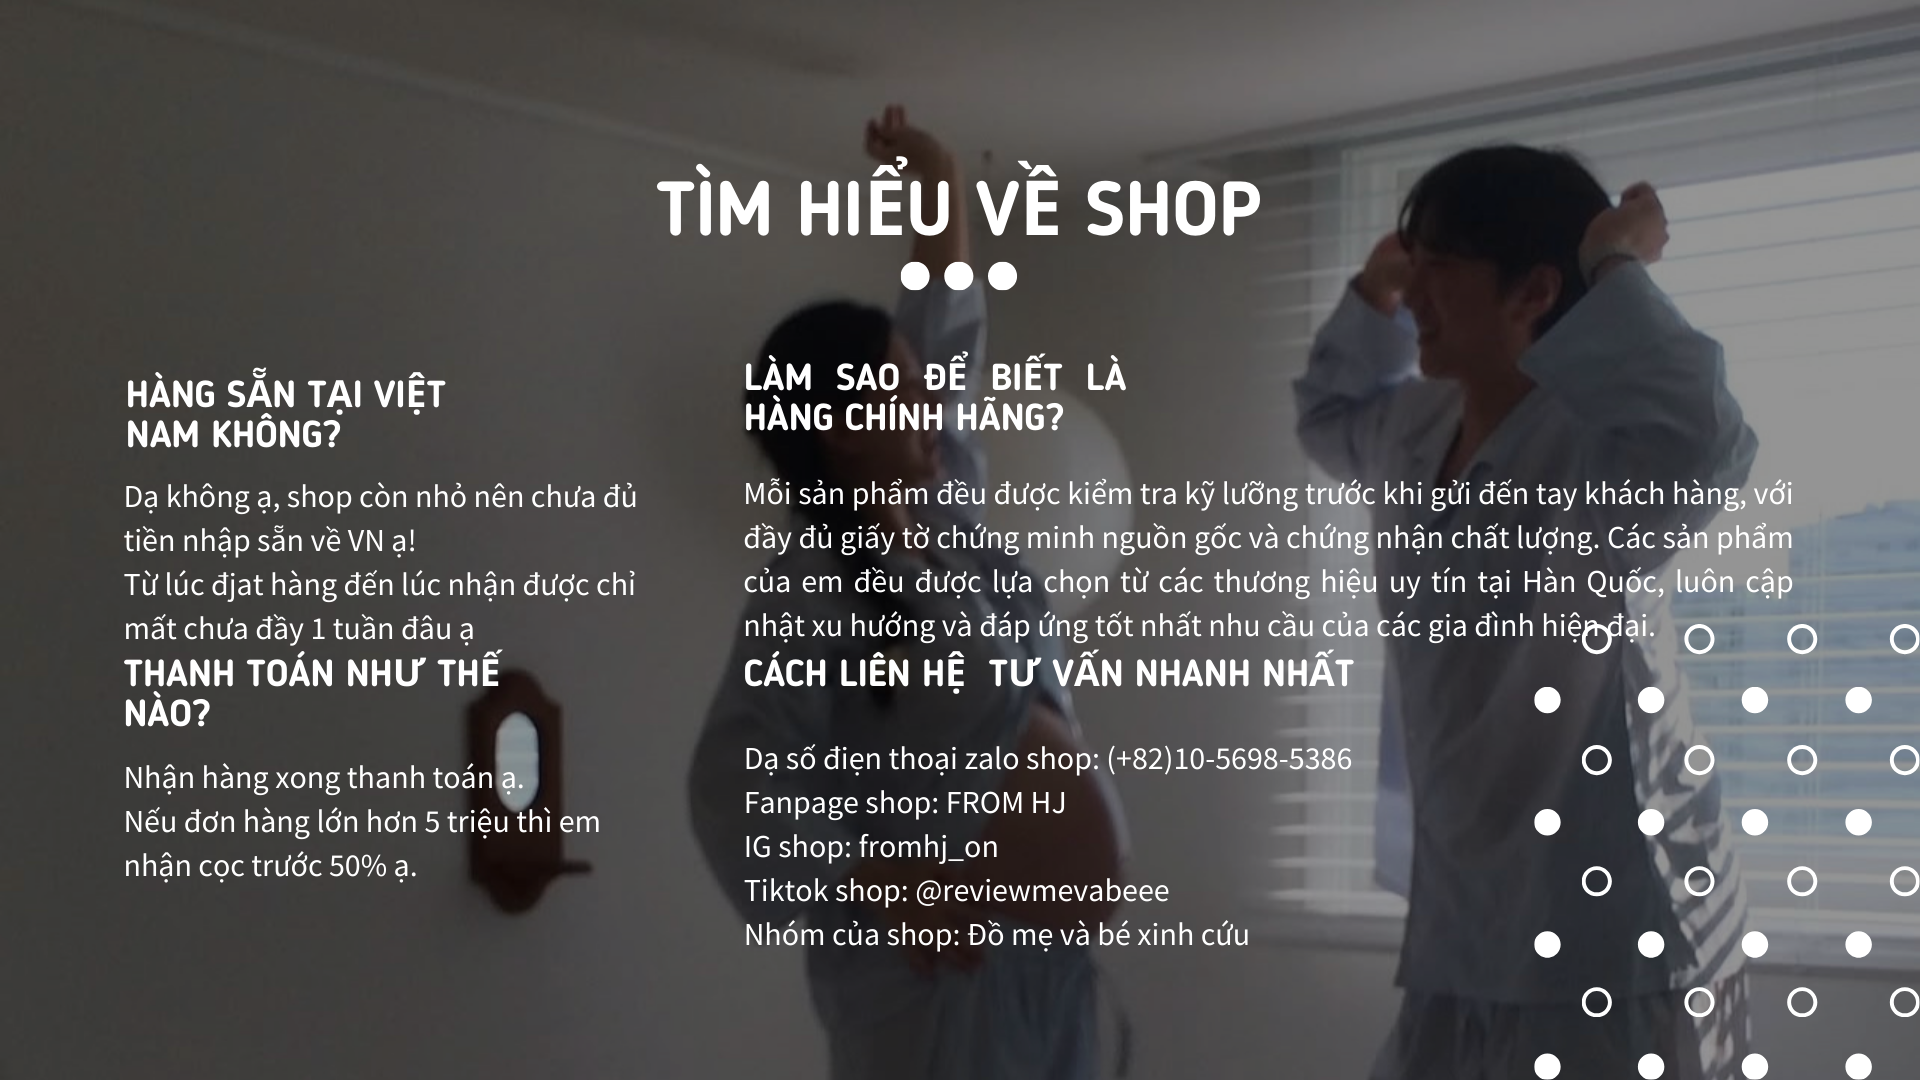 TÌM HIỂU VỀ SHOP
HÀNG SẴN TẠI VIỆT
NAM KHÔNG?
Dạ không ạ, shop còn nhỏ nên chưa đủ
tiền nhập sẵn về VN ạ!
Từ lúc djat hàng đến lúc nhận được chỉ
mất chưa đầy 1 tuần đâu ạ
THANH TOÁN NHƯ THẾ
NÀO?
Nhận hàng xong thanh toán ạ.
Nếu đơn hàng lớn hơn 5 triệu thì em
nhận cọc trước 50% ạ.
LÀM SAO ĐỂ BIẾT LÀ
HÀNG CHÍNH HÃNG?
Mỗi sản phẩm đều được kiểm tra kỹ lưỡng trước khi gửi đến tay khách hàng, với
đầy đủ giấy tờ chứng minh nguồn gốc và chứng nhận chất lượng. Các sản phẩm
của em đều được lựa chọn từ các thương hiệu uy tín tại Hàn Quốc, luôn cập
nhật xu hướng và đáp ứng tốt nhất nhu cầu của các gia đình hiện đại.
CÁCH LIÊN HỆ TƯ VẤN NHANH NHẤT
Dạ số điện thoại zalo shop: (+82)10-5698-5386
Fanpage shop: FROM HJ
IG shop: fromhj_on
Tiktok shop: @reviewmevabeee
Nhóm của shop: Đồ mẹ và bé xinh cứu